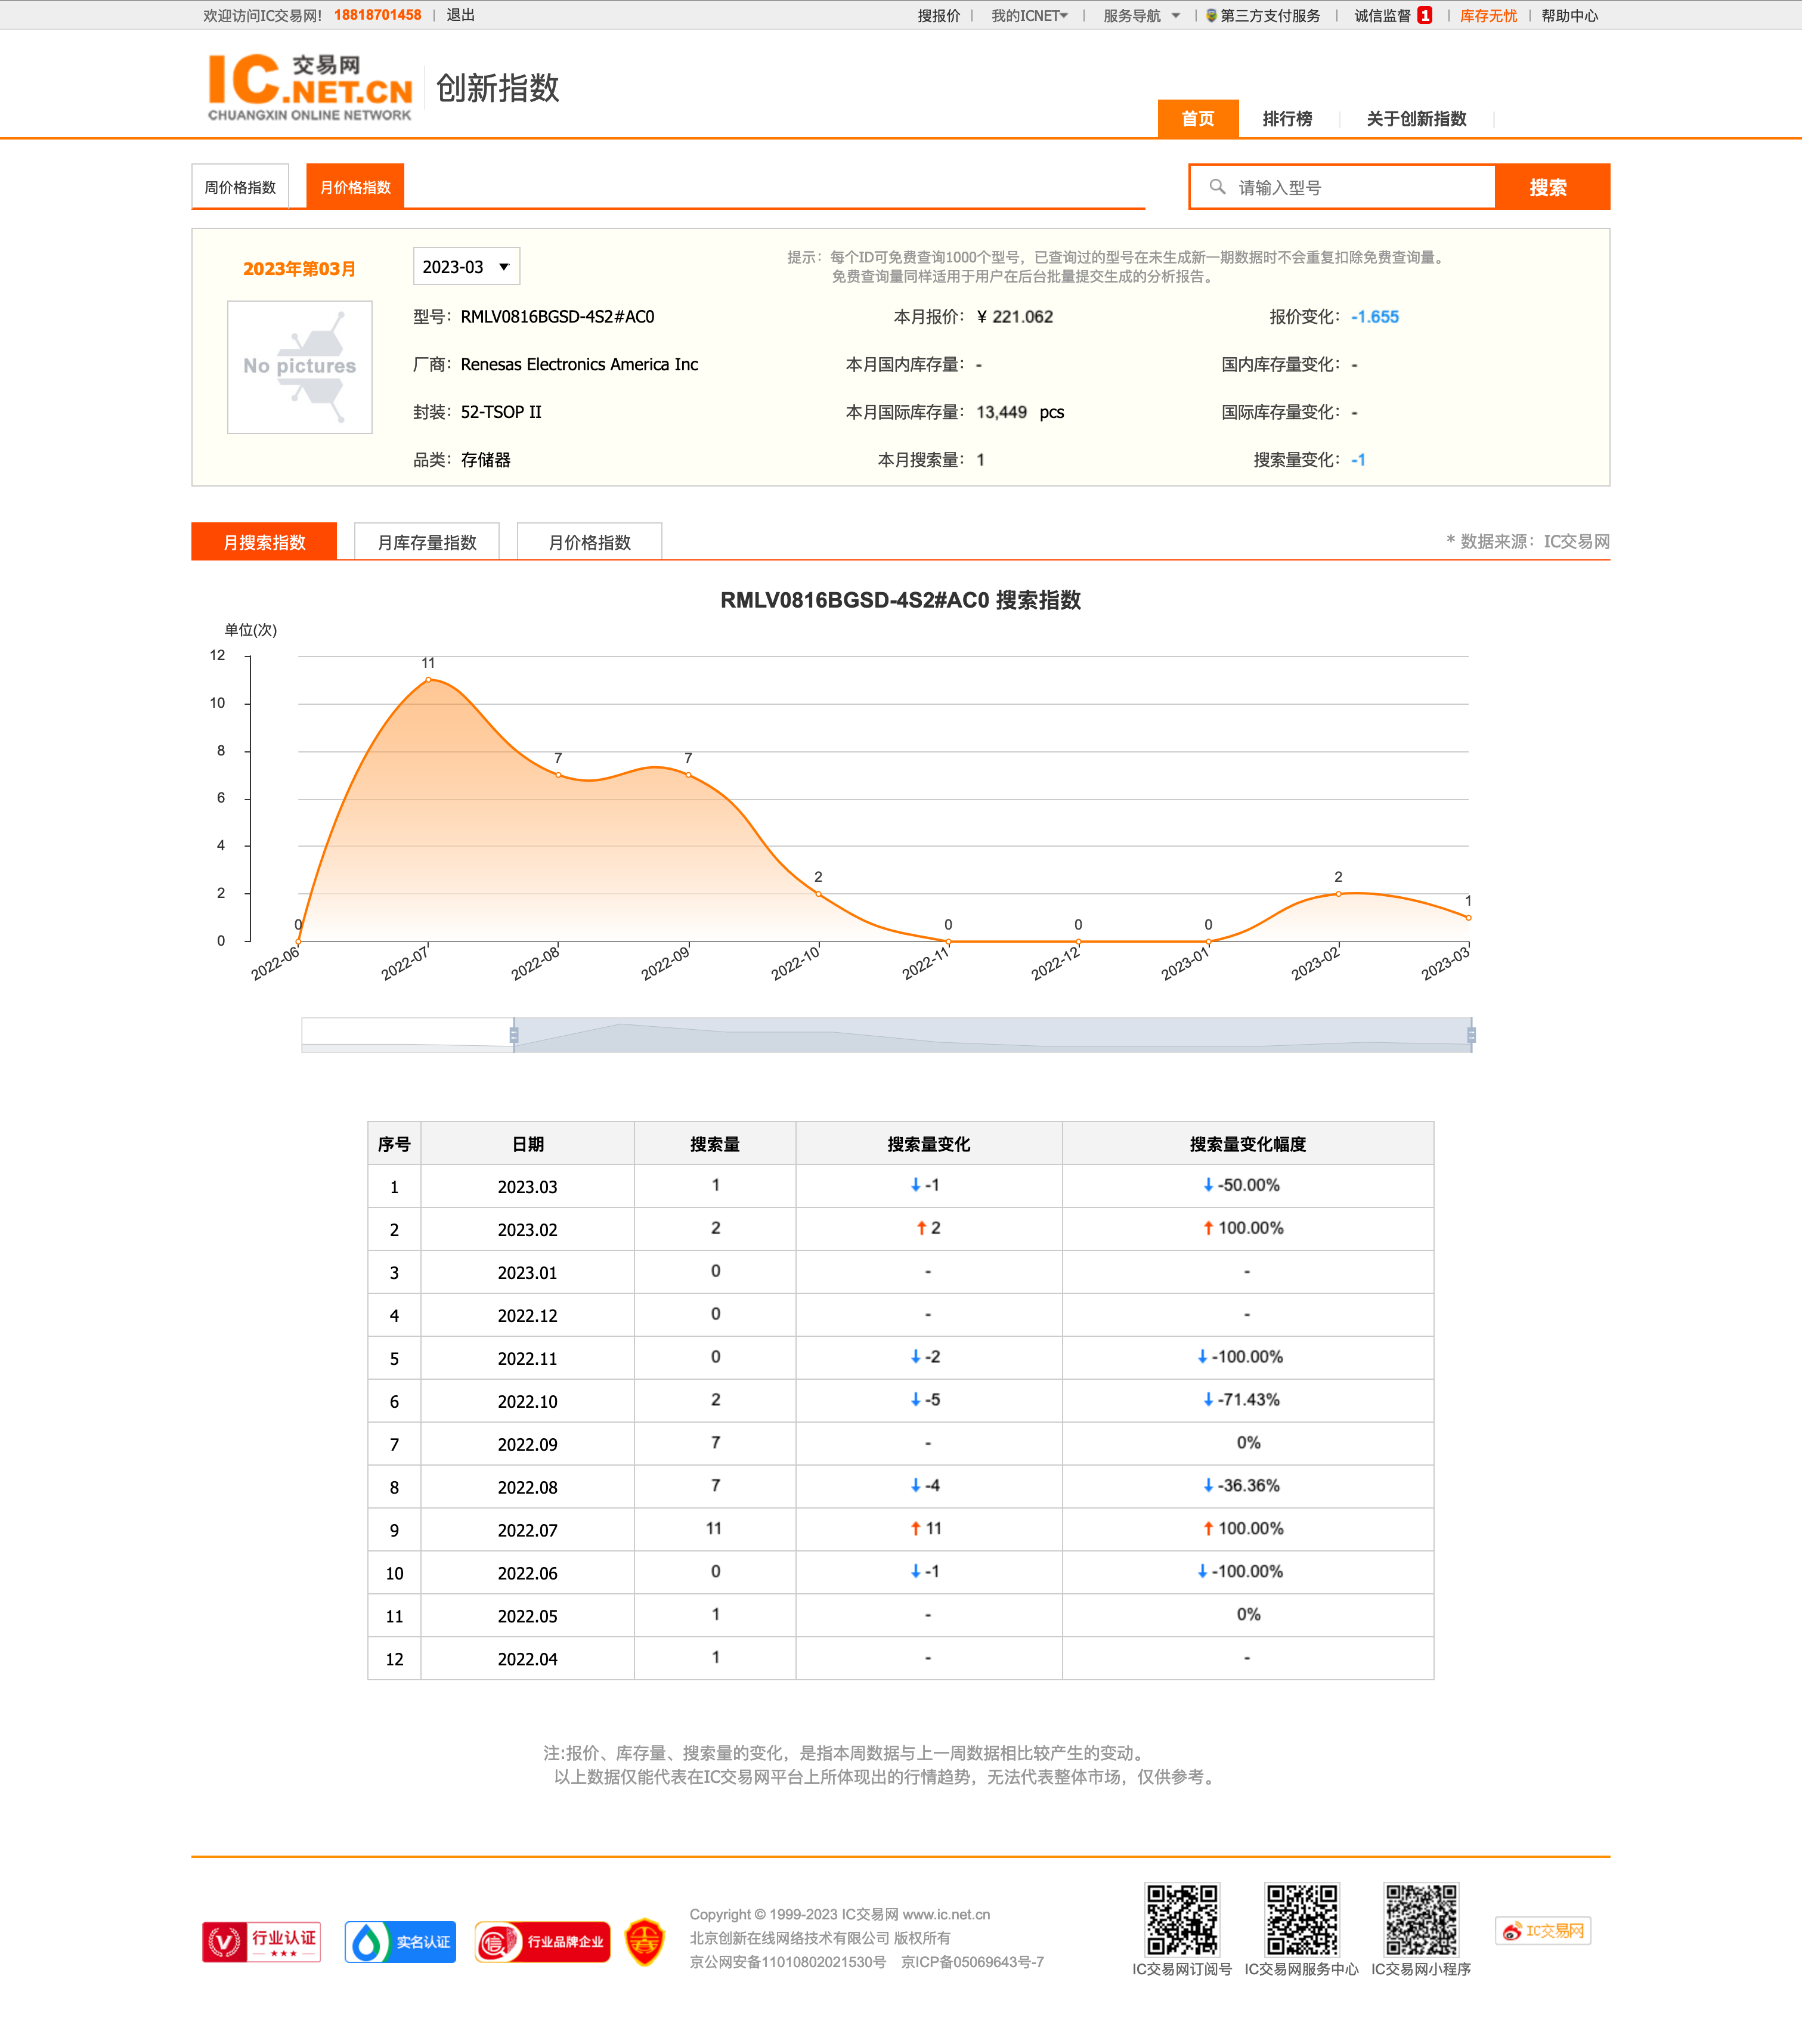 欢迎访问IC交易网! 18818701458 | 退出 搜报价 | 我的ICNET | 服务导航 | 第三方支付服务 | 诚信监督 1 | 库存无忧 | 帮助中心
IC交易网
.NET.CN
CHUANGXIN ONLINE NETWORK
创新指数
首页 排行榜 关于创新指数
周价格指数 月价格指数 请输入型号 搜索
2023年第03月 2023-03 提示：每个ID可免费查询1000个型号，已查询过的型号在未生成新一期数据时不会重复扣除免费查询量。
免费查询量同样适用于用户在后台批量提交生成的分析报告。
No pictures
型号：RMLV0816BGSD-4S2#AC0 本月报价：¥ 221.062 报价变化：-1.655
厂商：Renesas Electronics America Inc 本月国内库存量：- 国内库存量变化：-
封装：52-TSOP II 本月国际库存量：13,449 pcs 国际库存量变化：-
品类：存储器 本月搜索量：1 搜索量变化：-1
月搜索指数 月库存量指数 月价格指数 * 数据来源：IC交易网
RMLV0816BGSD-4S2#AC0 搜索指数
单位(次)
12
10
8
6
4
2
0
0 11 7 7 2 0 0 0 2 1
2022-06 2022-07 2022-08 2022-09 2022-10 2022-11 2022-12 2023-01 2023-02 2023-03
序号 日期 搜索量 搜索量变化 搜索量变化幅度
1 2023.03 1 ↓ -1 ↓ -50.00%
2 2023.02 2 ↑ 2 ↑ 100.00%
3 2023.01 0 - -
4 2022.12 0 - -
5 2022.11 0 ↓ -2 ↓ -100.00%
6 2022.10 2 ↓ -5 ↓ -71.43%
7 2022.09 7 - 0%
8 2022.08 7 ↓ -4 ↓ -36.36%
9 2022.07 11 ↑ 11 ↑ 100.00%
10 2022.06 0 ↓ -1 ↓ -100.00%
11 2022.05 1 - 0%
12 2022.04 1 - -
注:报价、库存量、搜索量的变化，是指本周数据与上一周数据相比较产生的变动。
以上数据仅能代表在IC交易网平台上所体现出的行情趋势，无法代表整体市场，仅供参考。
行业认证
实名认证
信 行业品牌企业
Copyright © 1999-2023 IC交易网 www.ic.net.cn
北京创新在线网络技术有限公司 版权所有
京公网安备11010802021530号 京ICP备05069643号-7
IC交易网订阅号 IC交易网服务中心 IC交易网小程序
IC交易网